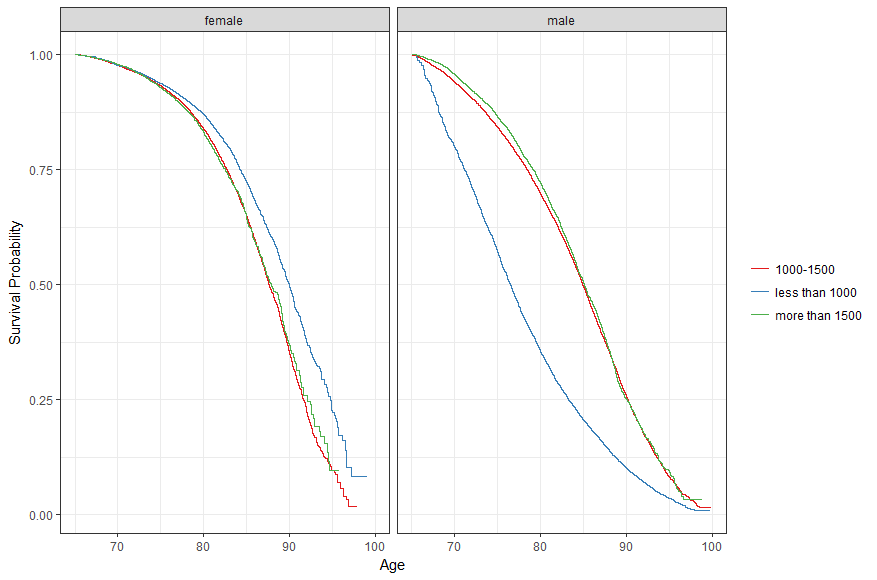 female male
1.00
0.75
0.50
0.25
0.00
Survival Probability
70 80 90 100 70 80 90 100
Age
1000-1500
less than 1000
more than 1500